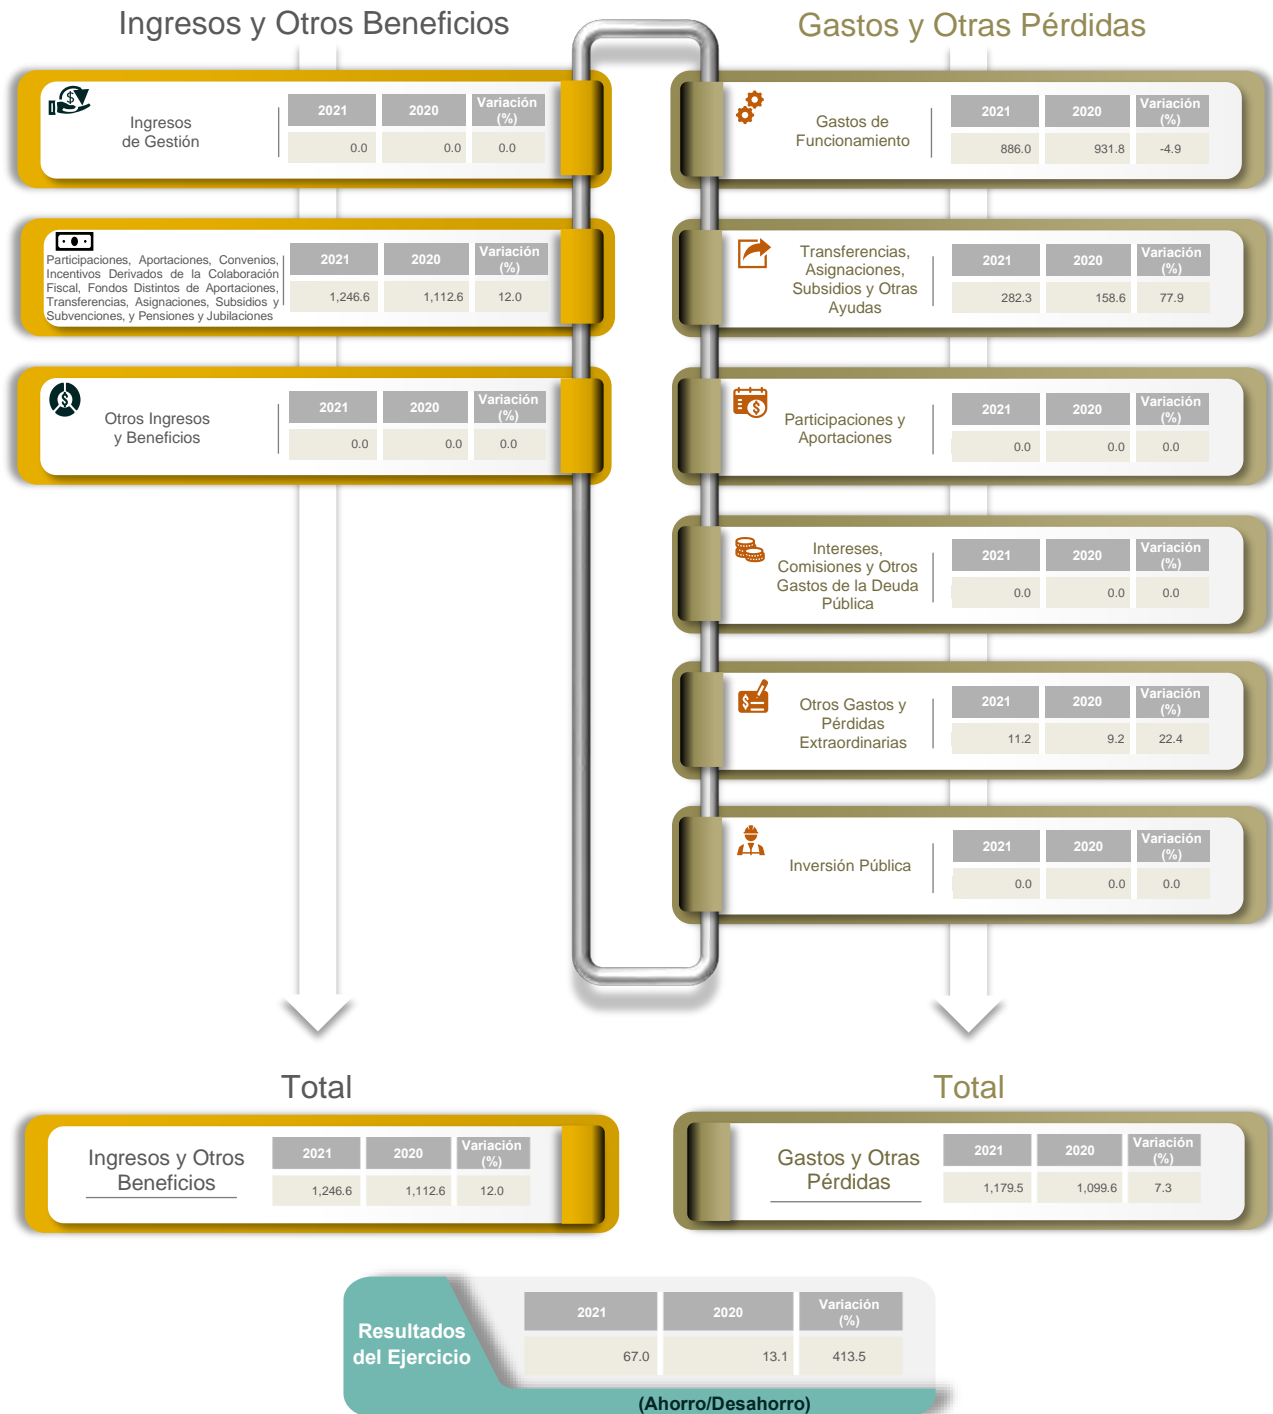 Ingresos y Otros Beneficios
Ingresos
de Gestión
2021 2020 Variación
(%)
0.0 0.0 0.0
Participaciones, Aportaciones, Convenios,
Incentivos Derivados de la Colaboración
Fiscal, Fondos Distintos de Aportaciones,
Transferencias, Asignaciones, Subsidios y
Subvenciones, y Pensiones y Jubilaciones
2021 2020 Variación
(%)
1,246.6 1,112.6 12.0
Otros Ingresos
y Beneficios
2021 2020 Variación
(%)
0.0 0.0 0.0
Gastos y Otras Pérdidas
Gastos de
Funcionamiento
2021 2020 Variación
(%)
886.0 931.8 -4.9
Transferencias,
Asignaciones,
Subsidios y Otras
Ayudas
2021 2020 Variación
(%)
282.3 158.6 77.9
Participaciones y
Aportaciones
2021 2020 Variación
(%)
0.0 0.0 0.0
Intereses,
Comisiones y Otros
Gastos de la Deuda
Pública
2021 2020 Variación
(%)
0.0 0.0 0.0
Otros Gastos y
Pérdidas
Extraordinarias
2021 2020 Variación
(%)
11.2 9.2 22.4
Inversión Pública
2021 2020 Variación
(%)
0.0 0.0 0.0
Total
Ingresos y Otros
Beneficios
2021 2020 Variación
(%)
1,246.6 1,112.6 12.0
Total
Gastos y Otras
Pérdidas
2021 2020 Variación
(%)
1,179.5 1,099.6 7.3
Resultados
del Ejercicio
2021 2020 Variación
(%)
67.0 13.1 413.5
(Ahorro/Desahorro)